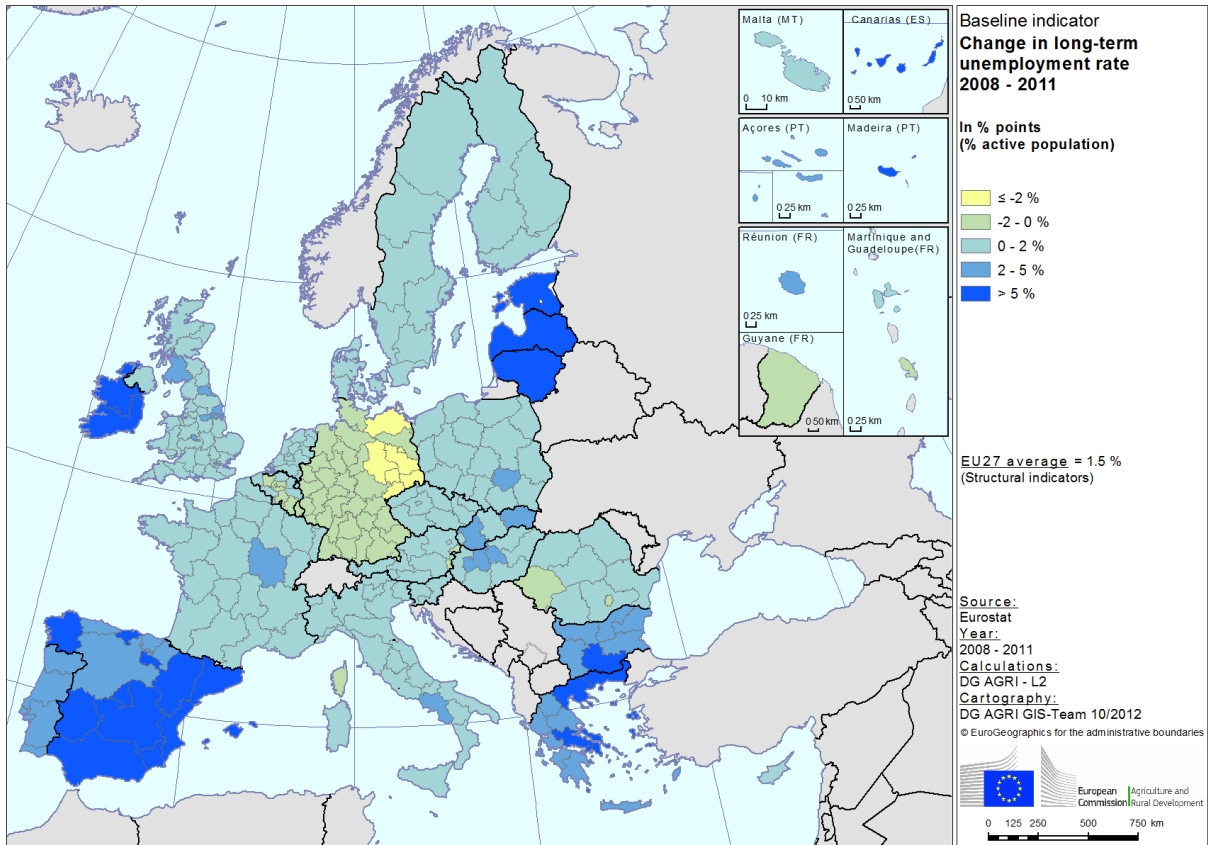 Malta (MT)
0 10 km
Canarias (ES)
0 50 km
Açores (PT)
0 25 km
Madeira (PT)
0 25 km
Réunion (FR)
0 25 km
Martinique and
Guadeloupe(FR)
0 25 km
Guyane (FR)
0 50 km
Baseline indicator
Change in long-term
unemployment rate
2008 - 2011
In % points
(% active population)
≤ -2 %
-2 - 0 %
0 - 2 %
2 - 5 %
> 5 %
EU27 average = 1.5 %
(Structural indicators)
Source:
Eurostat
Year:
2008 - 2011
Calculations:
DG AGRI - L2
Cartography:
DG AGRI GIS-Team 10/2012
© EuroGeographics for the administrative boundaries
European
Commission
Agriculture and
Rural Development
0 125 250 500 750 km